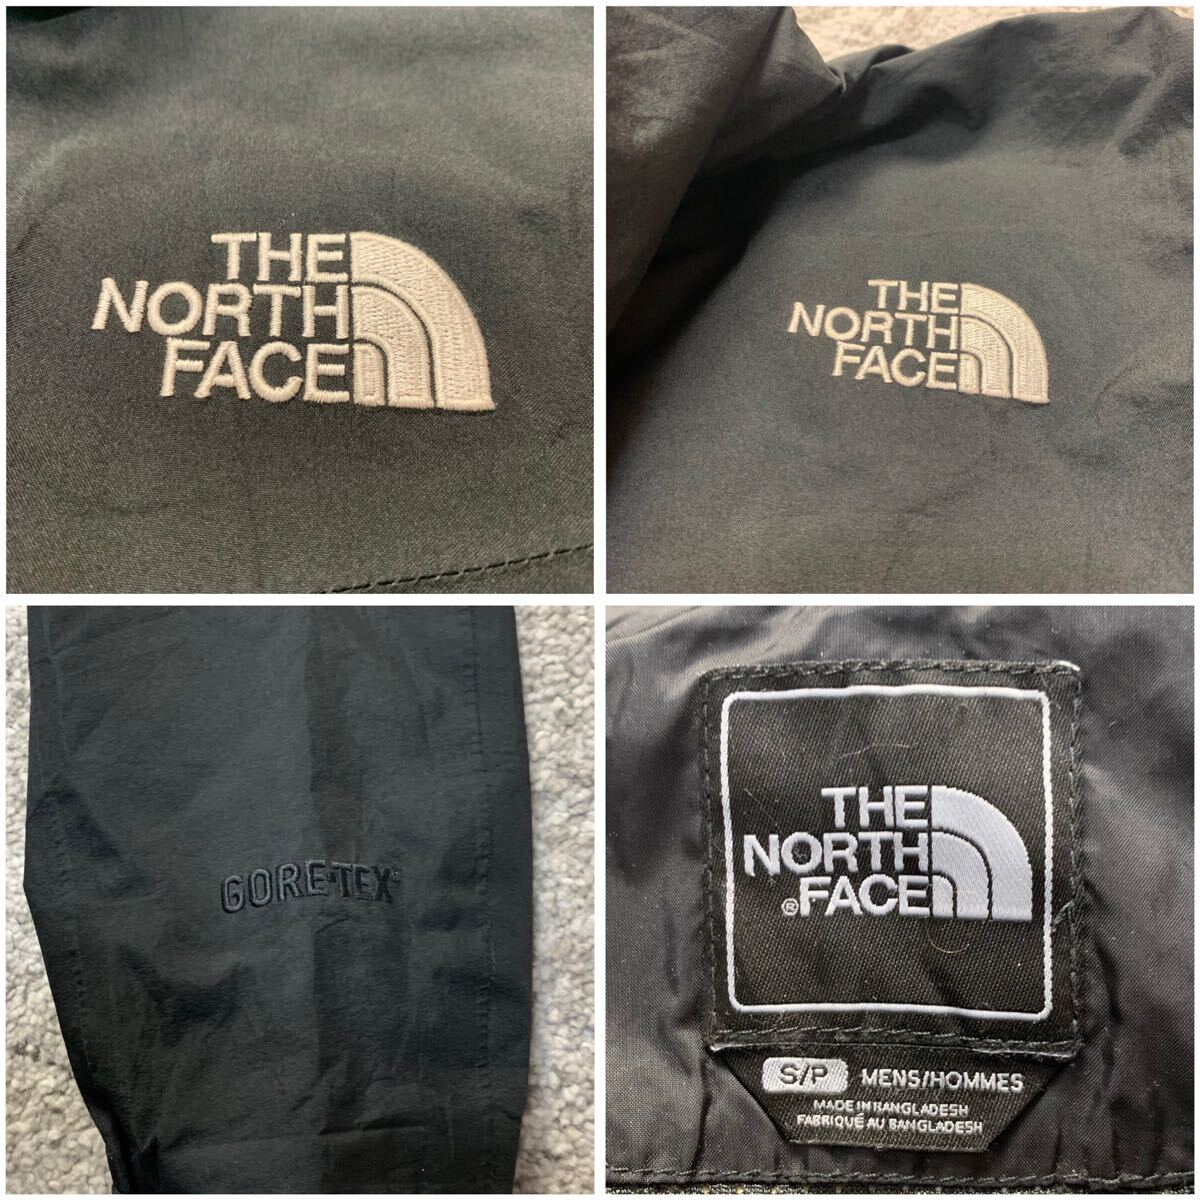 THE
NORTH
FACE
THE
NORTH
FACE
GORE-TEX
THE
NORTH
®FACE
S/P MENS/HOMMES
MADE IN BANGLADESH
FABRIQUÉ AU BANGLADESH